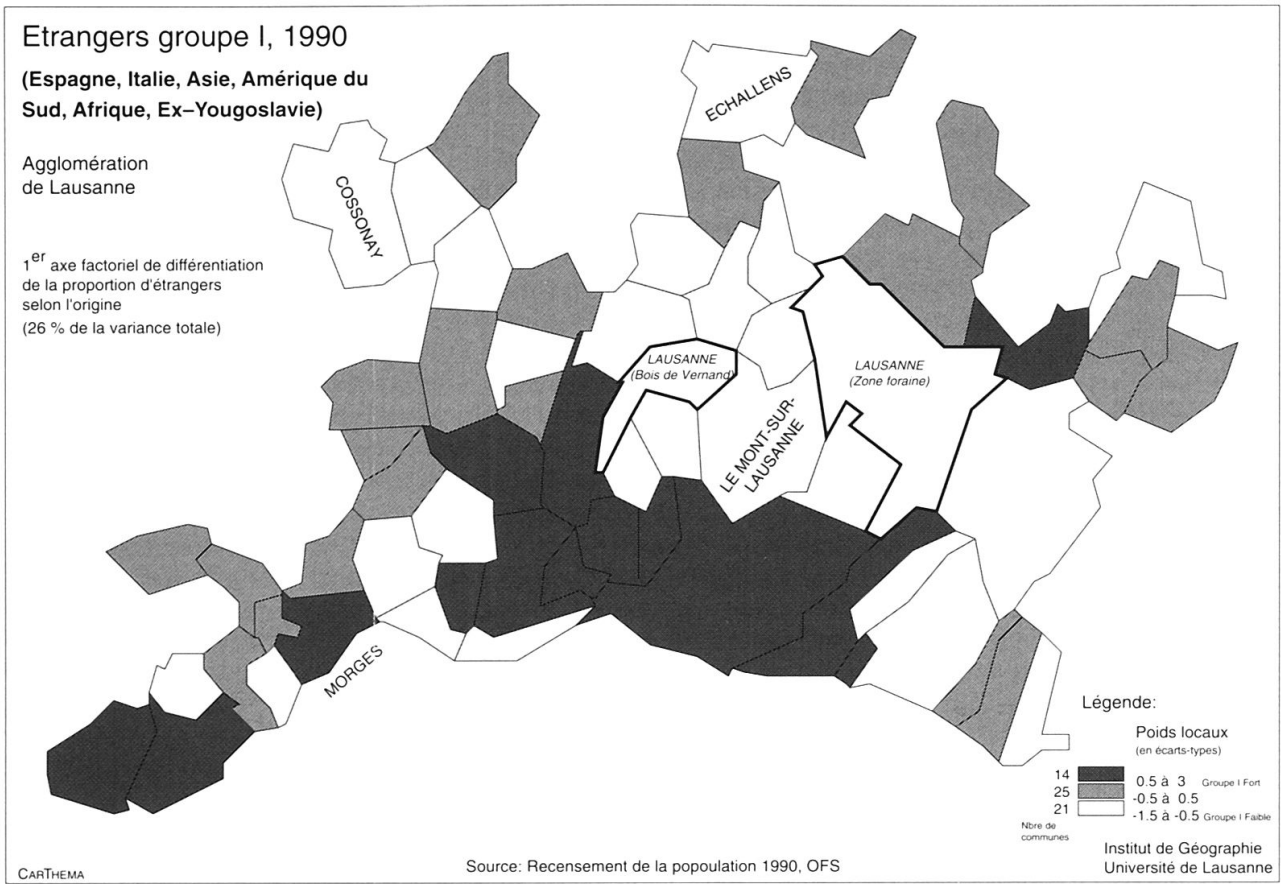 Etrangers groupe I, 1990
(Espagne, Italie, Asie, Amérique du
Sud, Afrique, Ex–Yougoslavie)
Agglomération
de Lausanne
1er axe factoriel de différentiation
de la proportion d'étrangers
selon l'origine
(26 % de la variance totale)
COSSONAY
ECHALLENS
LAUSANNE
(Bois de Vernand)
LAUSANNE
(Zone foraine)
LE MONT-SUR-
LAUSANNE
MORGES
Légende:
Poids locaux
(en écarts-types)
14 0.5 à 3 Groupe I Fort
25 -0.5 à 0.5
21 -1.5 à -0.5 Groupe I Faible
Nbre de
communes
Institut de Géographie
Université de Lausanne
Source: Recensement de la popoulation 1990, OFS
CARTHEMA